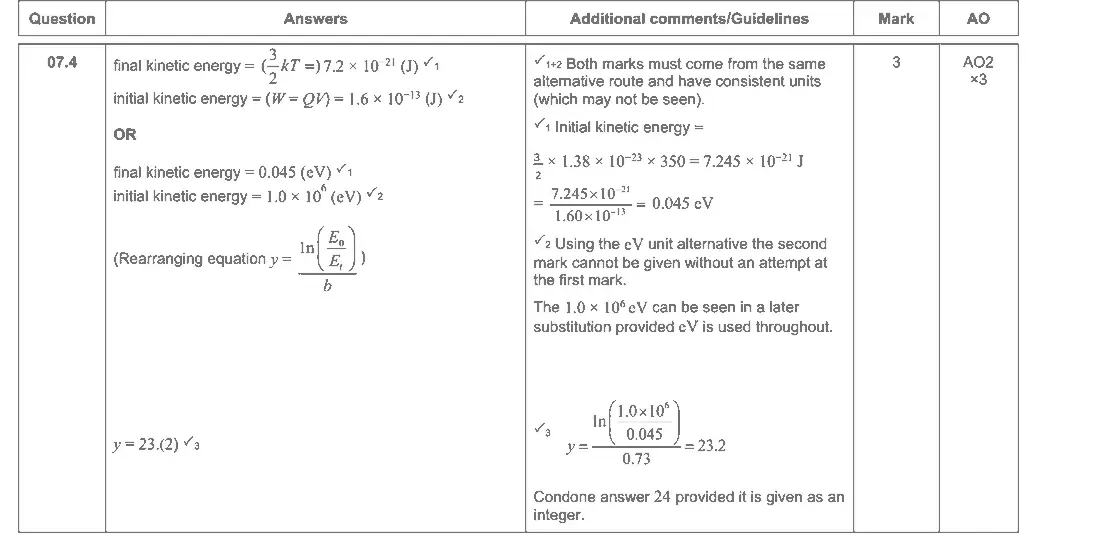 Question Answers Additional comments/Guidelines Mark AO
07.4
final kinetic energy = (3/2 kT =) 7.2 × 10⁻²¹ (J) ✓1
initial kinetic energy = (W = QV) = 1.6 × 10⁻¹³ (J) ✓2
OR
final kinetic energy = 0.045 (eV) ✓1
initial kinetic energy = 1.0 × 10⁶ (eV) ✓2
(Rearranging equation y = ln(E₀/Eₜ)/b )
y = 23.(2) ✓3
✓1+2 Both marks must come from the same
alternative route and have consistent units
(which may not be seen).
✓1 Initial kinetic energy =
3/2 × 1.38 × 10⁻²³ × 350 = 7.245 × 10⁻²¹ J
= 7.245×10⁻²¹/1.60×10⁻¹³ = 0.045 eV
✓2 Using the eV unit alternative the second
mark cannot be given without an attempt at
the first mark.
The 1.0 × 10⁶ eV can be seen in a later
substitution provided eV is used throughout.
✓3 y = ln(1.0×10⁶/0.045)/0.73 = 23.2
Condone answer 24 provided it is given as an
integer.
3
AO2
×3